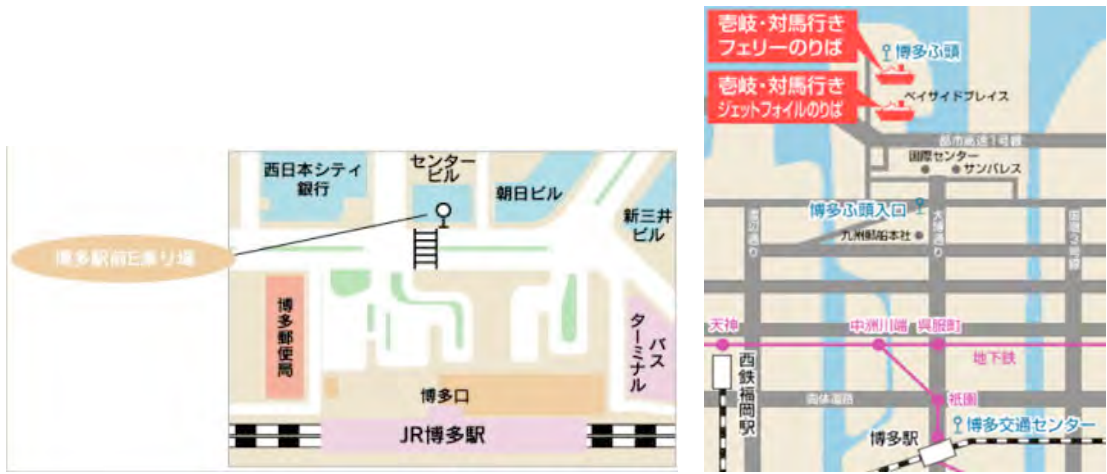 西日本シティ
銀行
センター
ビル
朝日ビル
新三井
ビル
博多駅前E乗り場
博多郵便局
バス
ターミナル
博多口
JR博多駅
壱岐・対馬行き
フェリーのりば
博多ふ頭
壱岐・対馬行き
ジェットフォイルのりば
ベイサイドプレイス
都市高速1号線
国際センター
サンパレス
博多ふ頭入口
九州郵船本社
大博通り
国道3号線
天神
中洲川端
呉服町
地下鉄
西鉄福岡駅
祇園
博多駅
博多交通センター